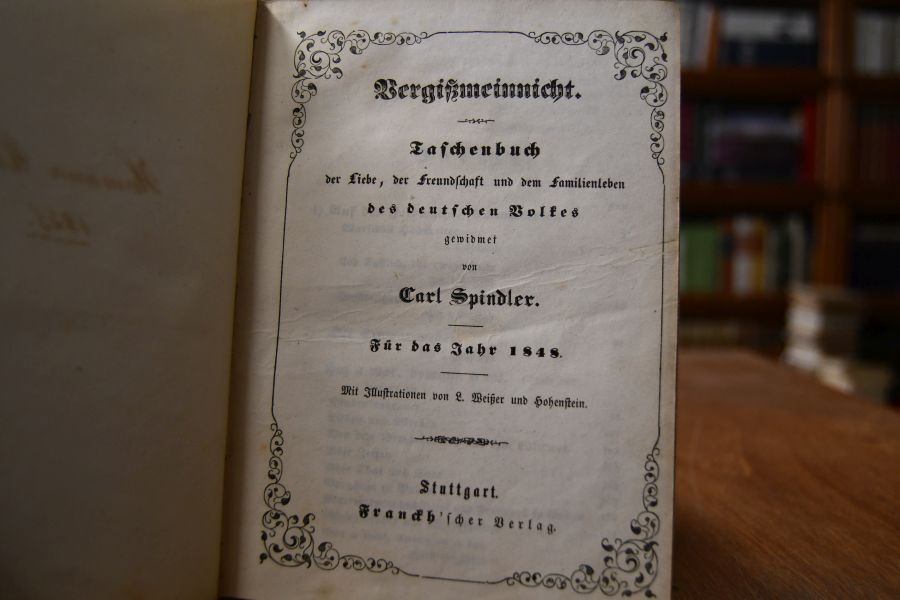 Vergißmeinnicht.
Taschenbuch
der Liebe, der Freundschaft und dem Familienleben
des deutschen Volkes
gewidmet
von
Carl Spindler.
Für das Jahr 1848.
Mit Illustrationen von L. Weißer und Hohenstein.
Stuttgart.
Franckh'scher Verlag.